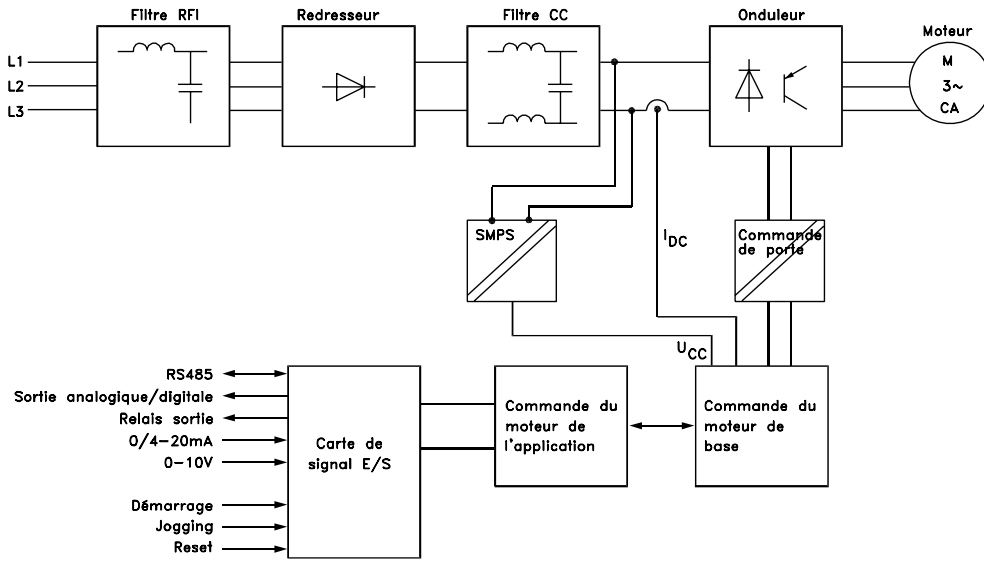 Filtre RFI
Redresseur
Filtre CC
Onduleur
Moteur
L1
L2
L3
M
3~
CA
SMPS
I_DC
Commande
de porte
U_CC
RS485
Sortie analogique/digitale
Relais sortie
0/4-20mA
0-10V
Démarrage
Jogging
Reset
Carte de
signal E/S
Commande du
moteur de
l'application
Commande du
moteur de
base